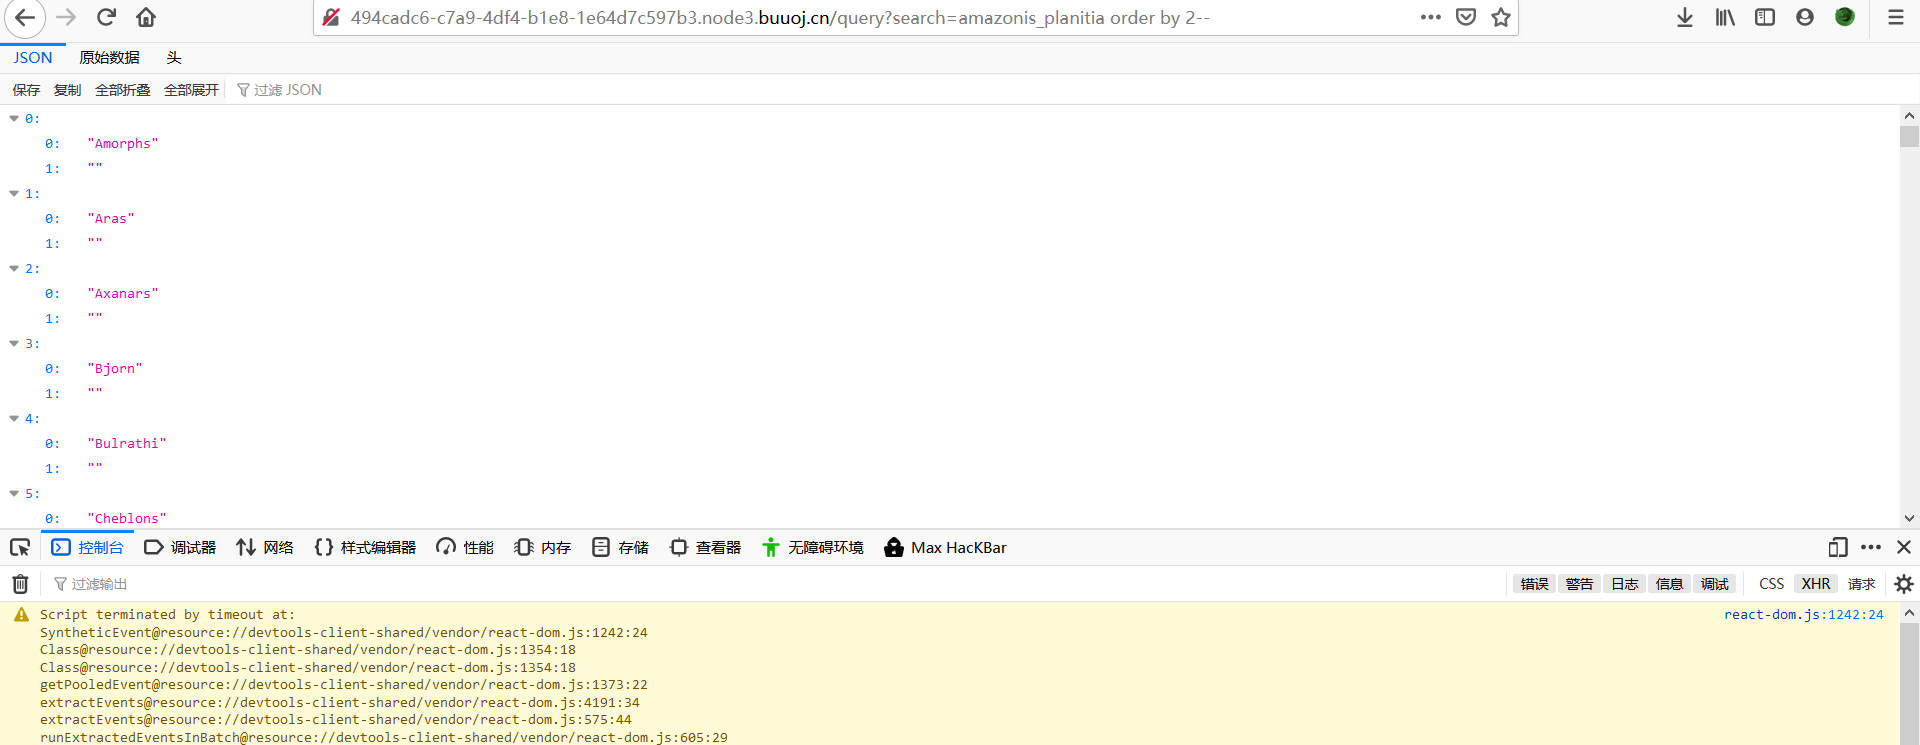 494cadc6-c7a9-4df4-b1e8-1e64d7c597b3.node3.buuoj.cn/query?search=amazonis_planitia order by 2--
JSON 原始数据 头
保存 复制 全部折叠 全部展开 过滤 JSON
0:
0: "Amorphs"
1: ""
1:
0: "Aras"
1: ""
2:
0: "Axanars"
1: ""
3:
0: "Bjorn"
1: ""
4:
0: "Bulrathi"
1: ""
5:
0: "Cheblons"
控制台 调试器 网络 样式编辑器 性能 内存 存储 查看器 无障碍环境 Max HacKBar
过滤输出 错误 警告 日志 信息 调试 CSS XHR 请求
Script terminated by timeout at: react-dom.js:1242:24
SyntheticEvent@resource://devtools-client-shared/vendor/react-dom.js:1242:24
Class@resource://devtools-client-shared/vendor/react-dom.js:1354:18
Class@resource://devtools-client-shared/vendor/react-dom.js:1354:18
getPooledEvent@resource://devtools-client-shared/vendor/react-dom.js:1373:22
extractEvents@resource://devtools-client-shared/vendor/react-dom.js:4191:34
extractEvents@resource://devtools-client-shared/vendor/react-dom.js:575:44
runExtractedEventsInBatch@resource://devtools-client-shared/vendor/react-dom.js:605:29